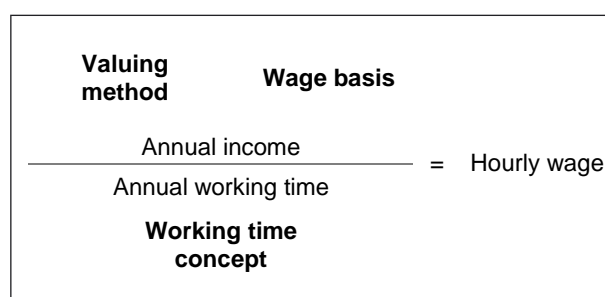 Valuing
method
Wage basis
Annual income
Annual working time
= Hourly wage
Working time
concept